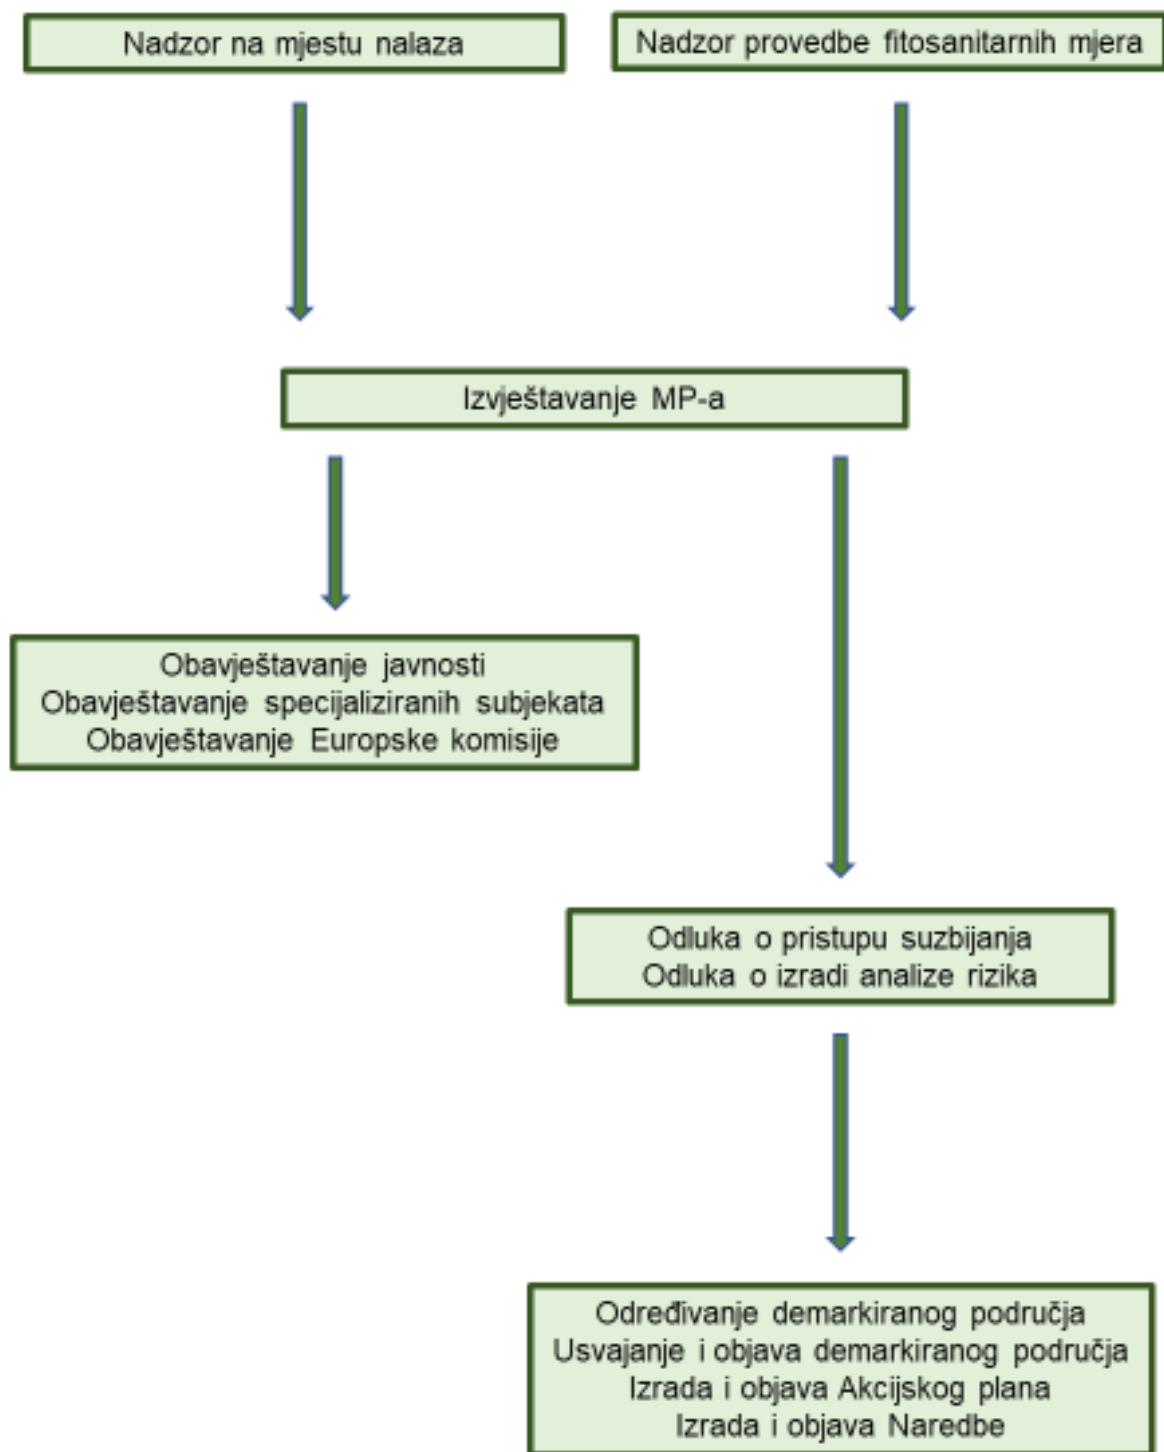 Nadzor na mjestu nalaza
Nadzor provedbe fitosanitarnih mjera
Izvještavanje MP-a
Obavještavanje javnosti
Obavještavanje specijaliziranih subjekata
Obavještavanje Europske komisije
Odluka o pristupu suzbijanja
Odluka o izradi analize rizika
Određivanje demarkiranog područja
Usvajanje i objava demarkiranog područja
Izrada i objava Akcijskog plana
Izrada i objava Naredbe